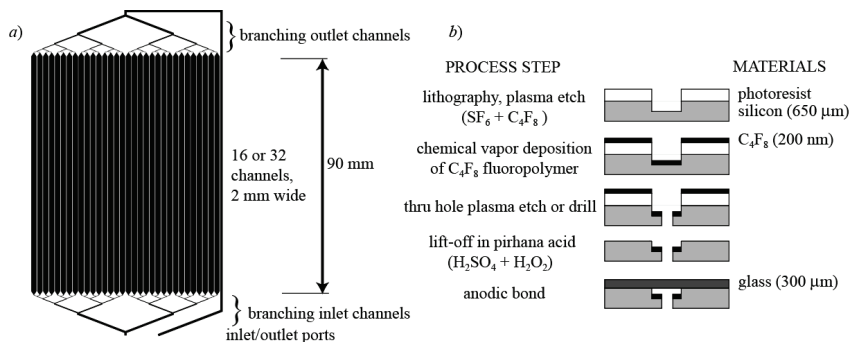 a)
branching outlet channels
16 or 32
channels,
2 mm wide
90 mm
branching inlet channels
inlet/outlet ports
b)
PROCESS STEP
MATERIALS
lithography, plasma etch
(SF₆ + C₄F₈ )
photoresist
silicon (650 µm)
chemical vapor deposition
of C₄F₈ fluoropolymer
C₄F₈ (200 nm)
thru hole plasma etch or drill
lift-off in pirhana acid
(H₂SO₄ + H₂O₂)
anodic bond
glass (300 µm)